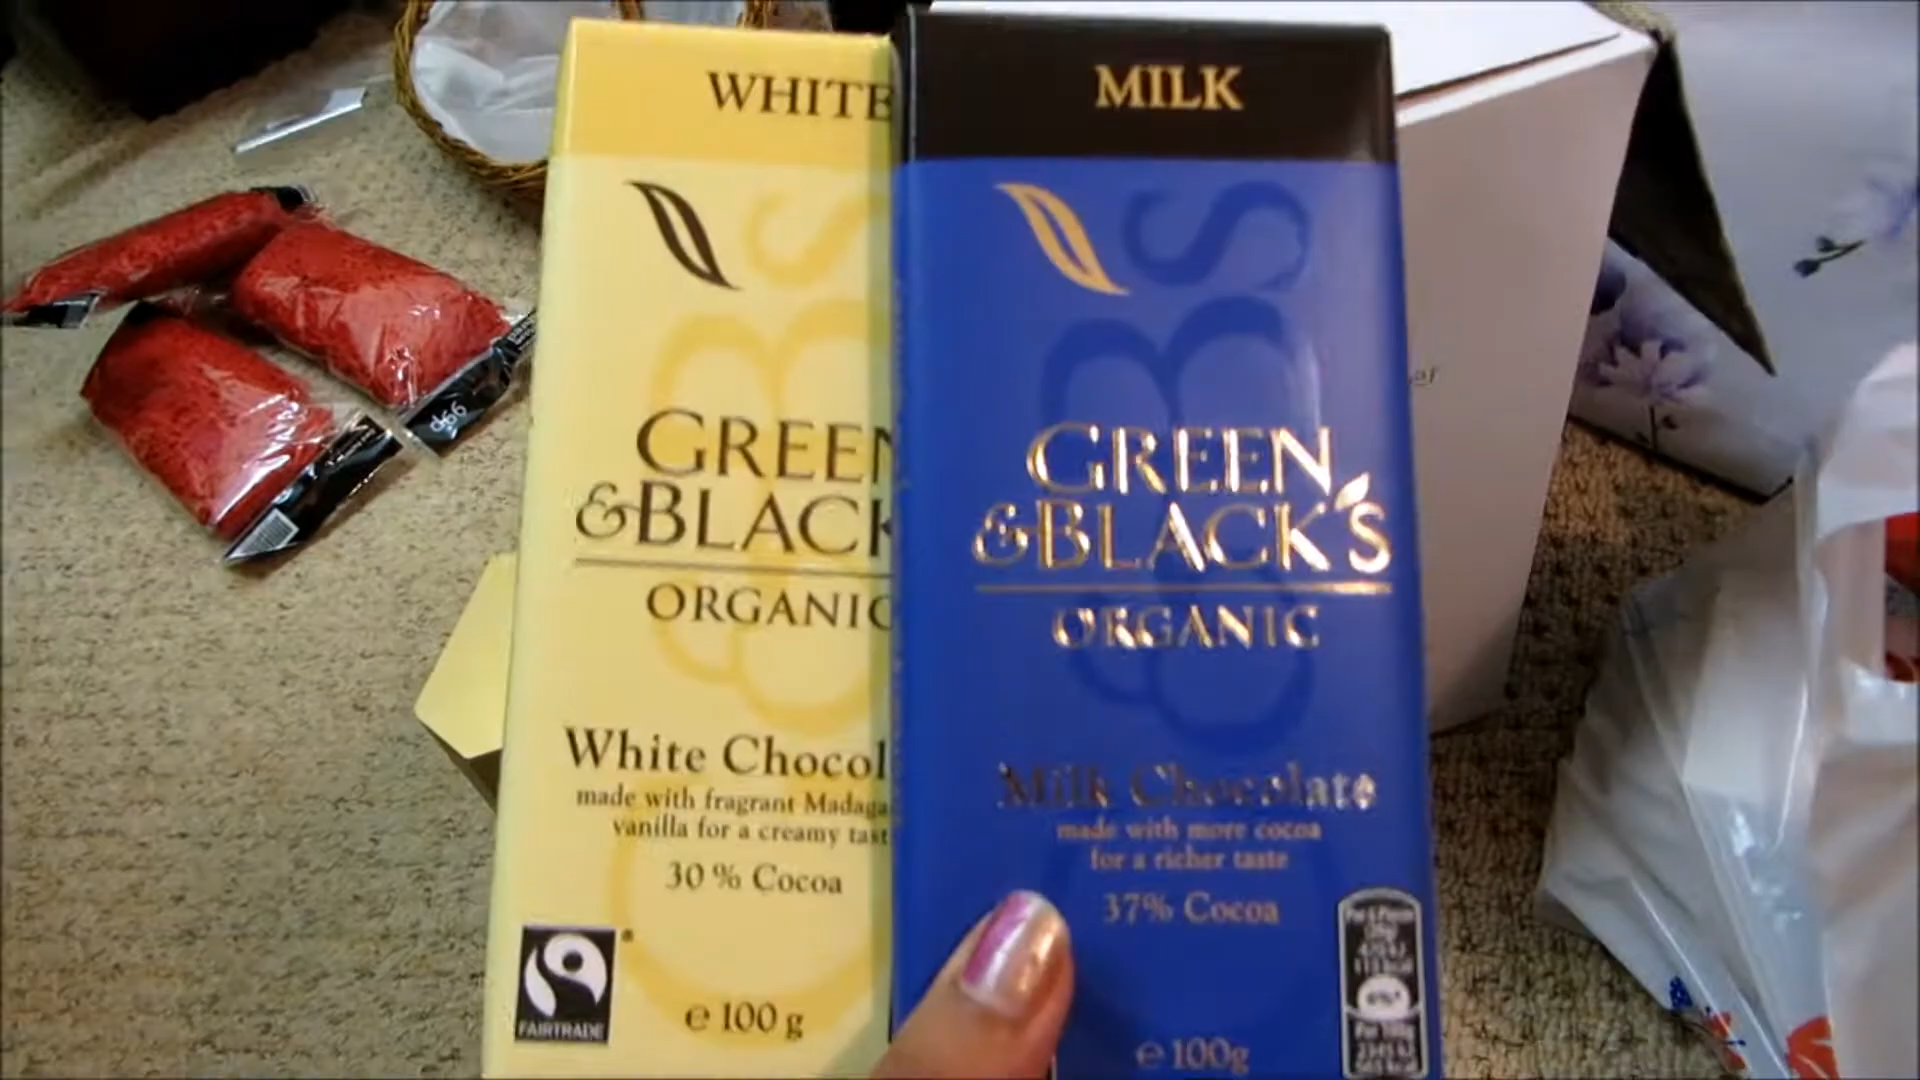 WHITE
GREEN
&BLACK
ORGANIC
White Chocol
made with fragrant Madaga
vanilla for a creamy tast
30% Cocoa
FAIRTRADE
e 100 g
MILK
GREEN
&BLACK'S
ORGANIC
Milk Chocolate
made with more cocoa
for a richer taste
37% Cocoa
e 100g
99p